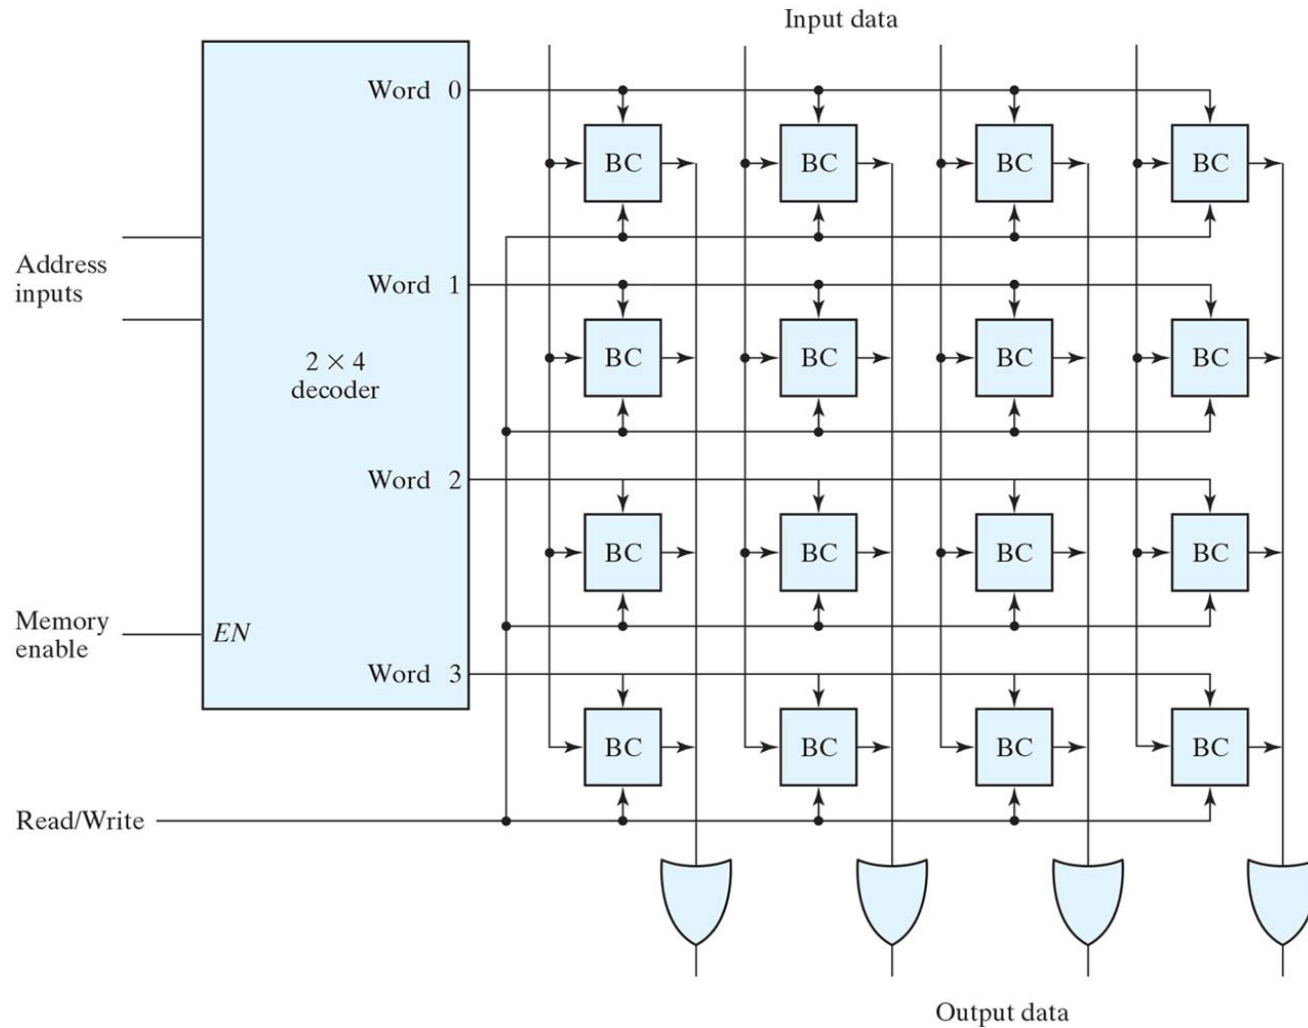 Input data
Word 0
BC BC BC BC
Address
inputs
Word 1
2 × 4
decoder
BC BC BC BC
Word 2
BC BC BC BC
Memory
enable
EN
Word 3
BC BC BC BC
Read/Write
Output data